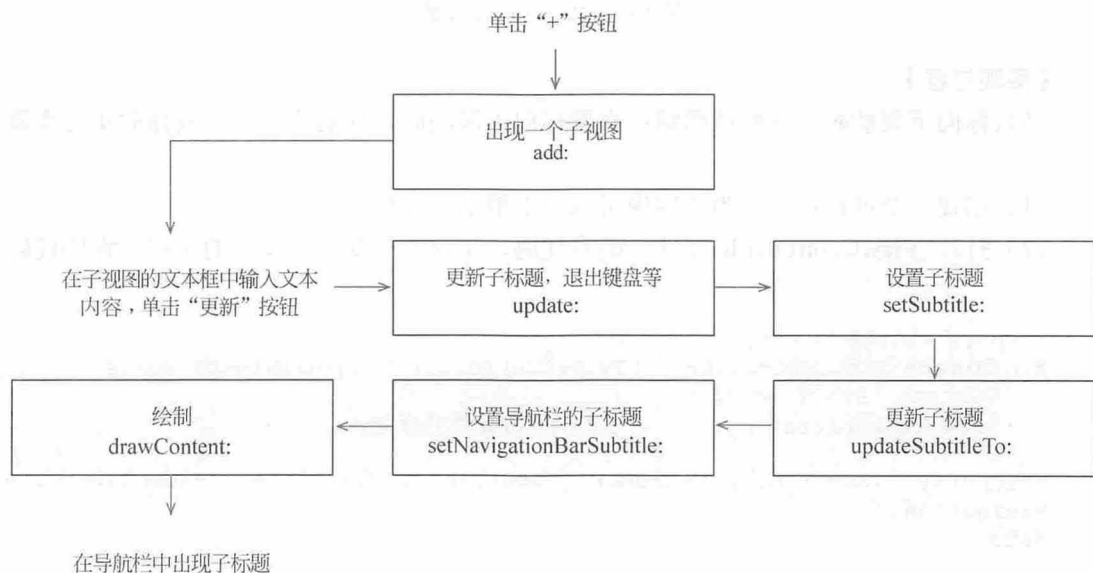 单击“+”按钮
出现一个子视图
add:
在子视图的文本框中输入文本
内容，单击“更新”按钮
更新子标题，退出键盘等
update:
设置子标题
setSubtitle:
更新子标题
updateSubtitleTo:
设置导航栏的子标题
setNavigationBarSubtitle:
绘制
drawContent:
在导航栏中出现子标题